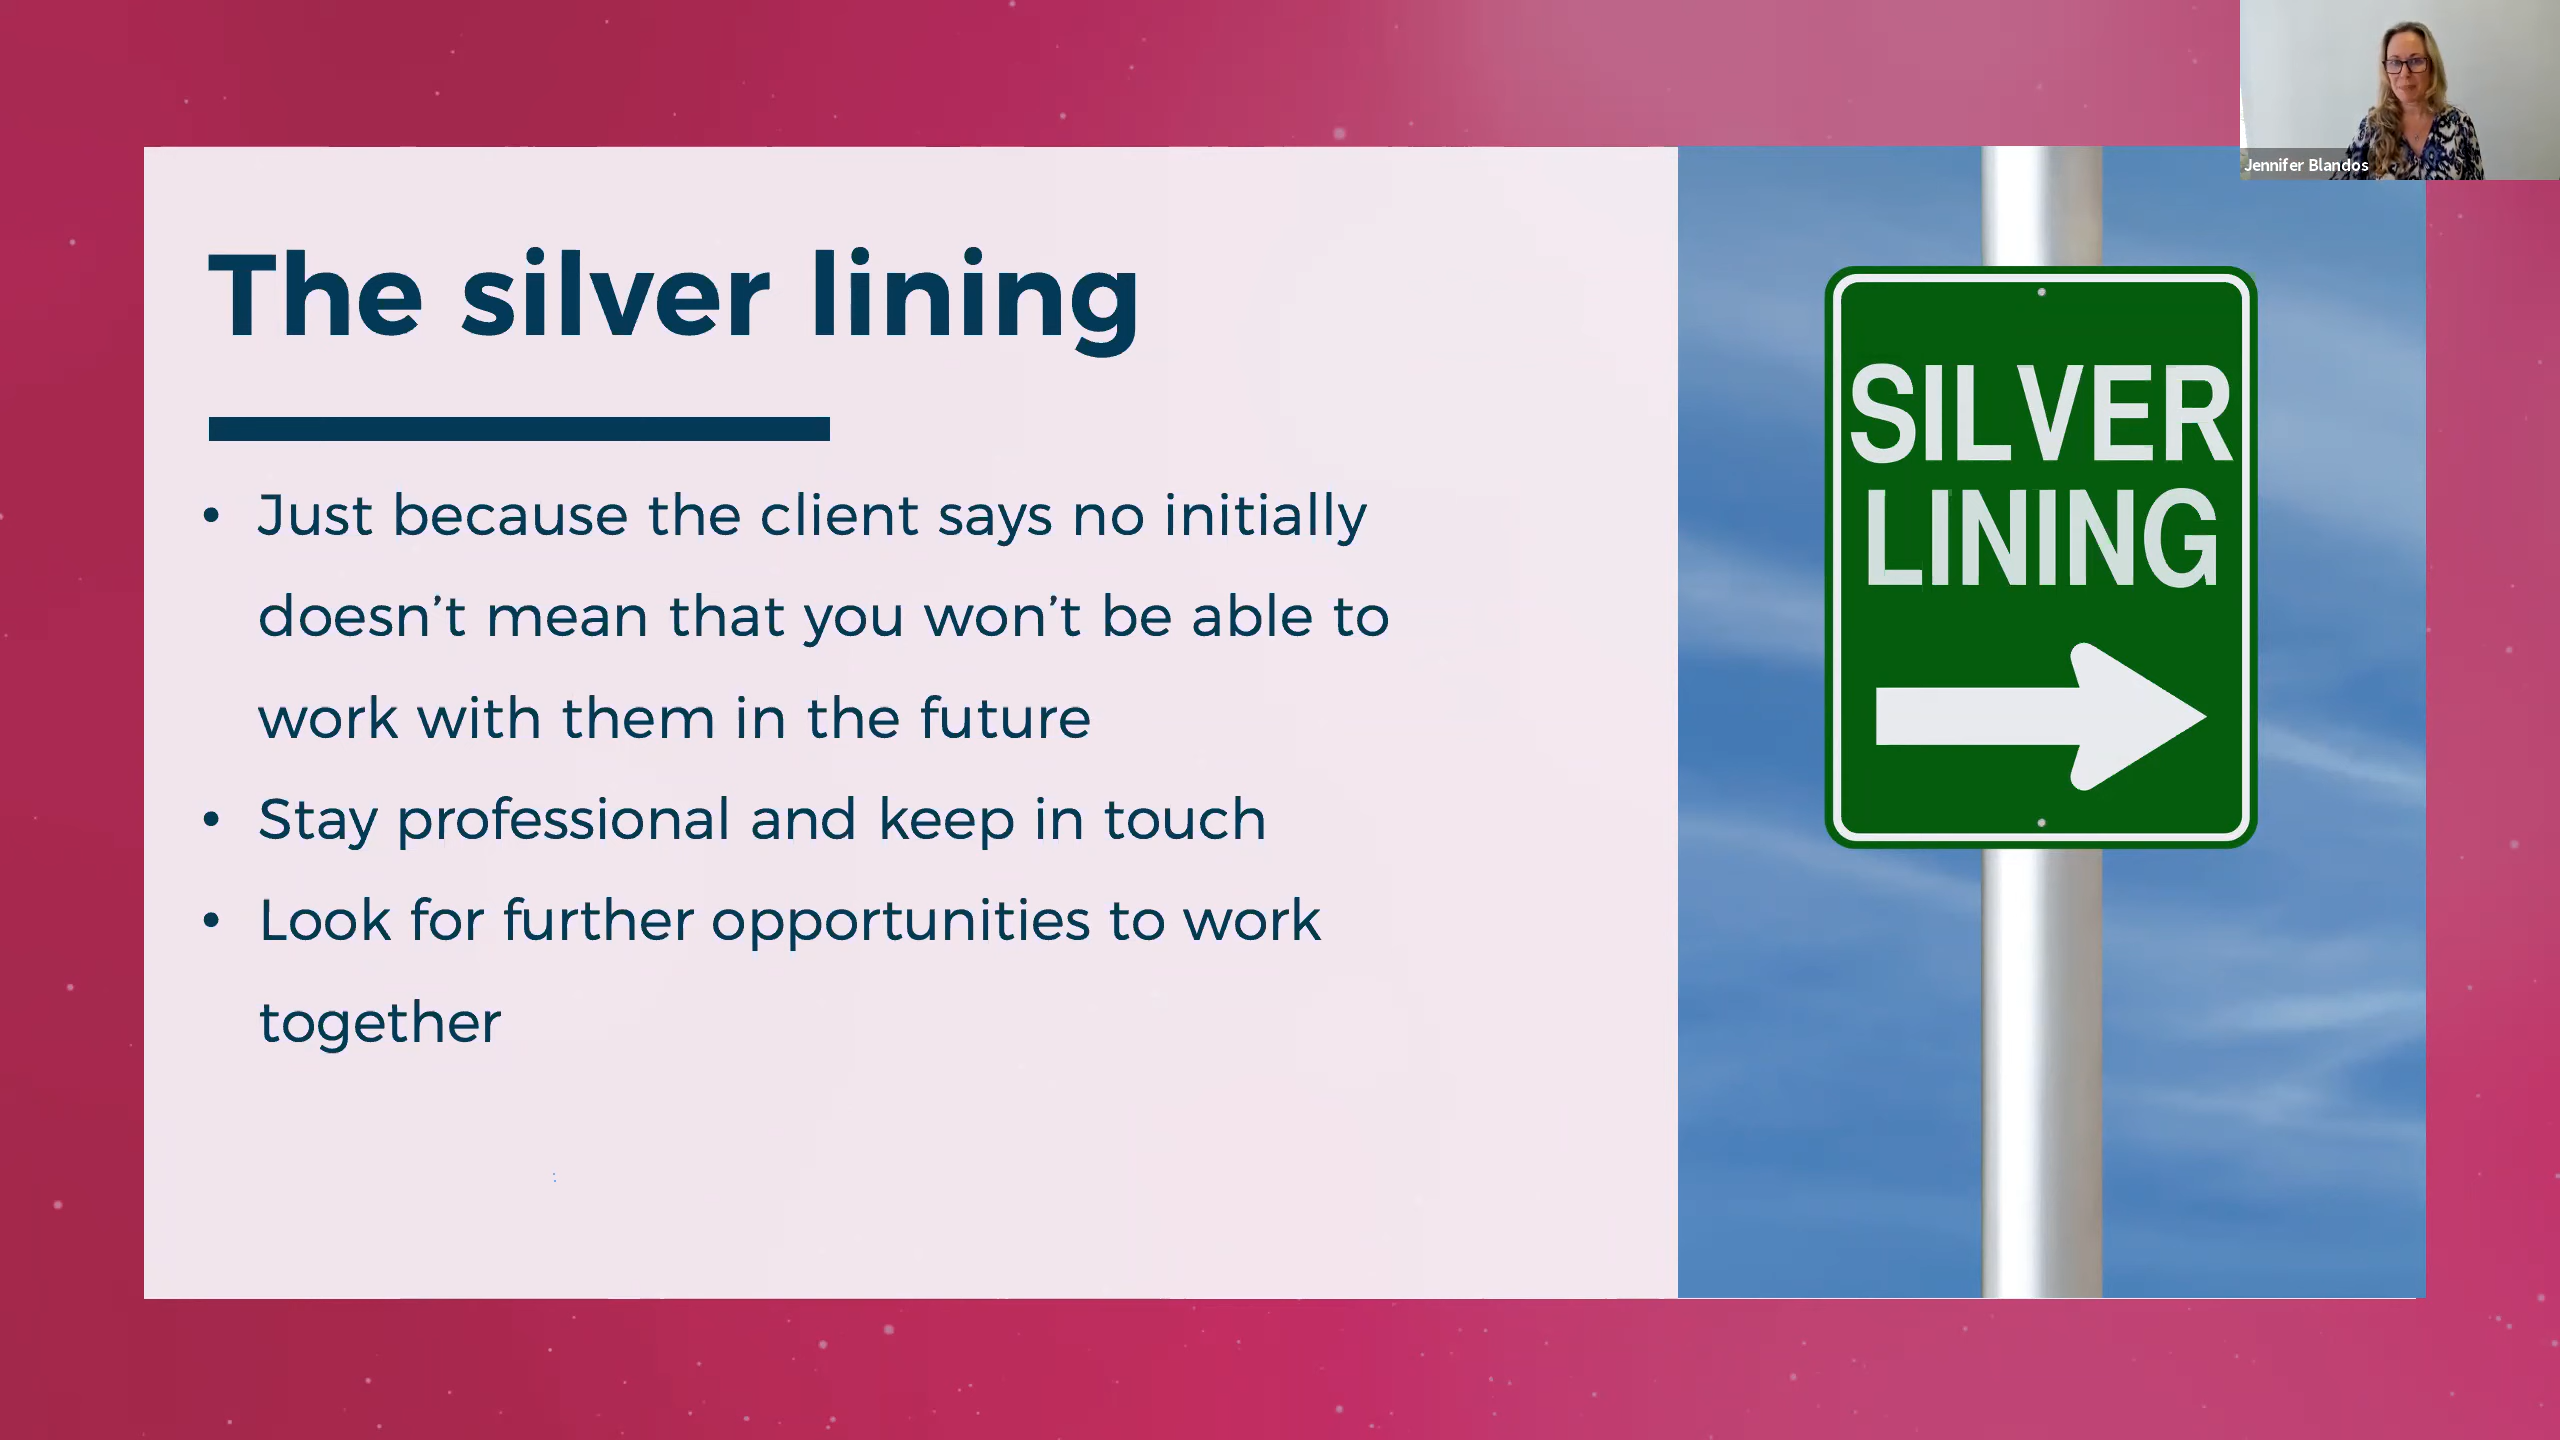 Jennifer Blandos
The silver lining
• Just because the client says no initially
doesn’t mean that you won’t be able to
work with them in the future
• Stay professional and keep in touch
• Look for further opportunities to work
together
SILVER
LINING